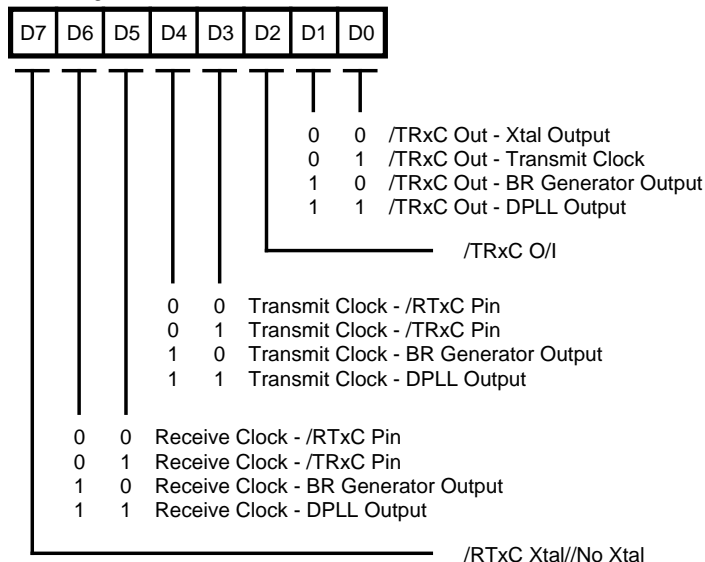 D7 D6 D5 D4 D3 D2 D1 D0
0 0 /TRxC Out - Xtal Output
0 1 /TRxC Out - Transmit Clock
1 0 /TRxC Out - BR Generator Output
1 1 /TRxC Out - DPLL Output
/TRxC O/I
0 0 Transmit Clock - /RTxC Pin
0 1 Transmit Clock - /TRxC Pin
1 0 Transmit Clock - BR Generator Output
1 1 Transmit Clock - DPLL Output
0 0 Receive Clock - /RTxC Pin
0 1 Receive Clock - /TRxC Pin
1 0 Receive Clock - BR Generator Output
1 1 Receive Clock - DPLL Output
/RTxC Xtal//No Xtal